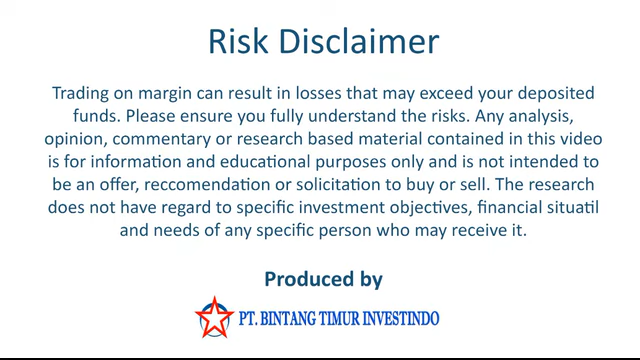 Risk Disclaimer
Trading on margin can result in losses that may exceed your deposited
funds. Please ensure you fully understand the risks. Any analysis,
opinion, commentary or research based material contained in this video
is for information and educational purposes only and is not intended to
be an offer, reccomendation or solicitation to buy or sell. The research
does not have regard to specific investment objectives, financial situatil
and needs of any specific person who may receive it.
Produced by
PT. BINTANG TIMUR INVESTINDO